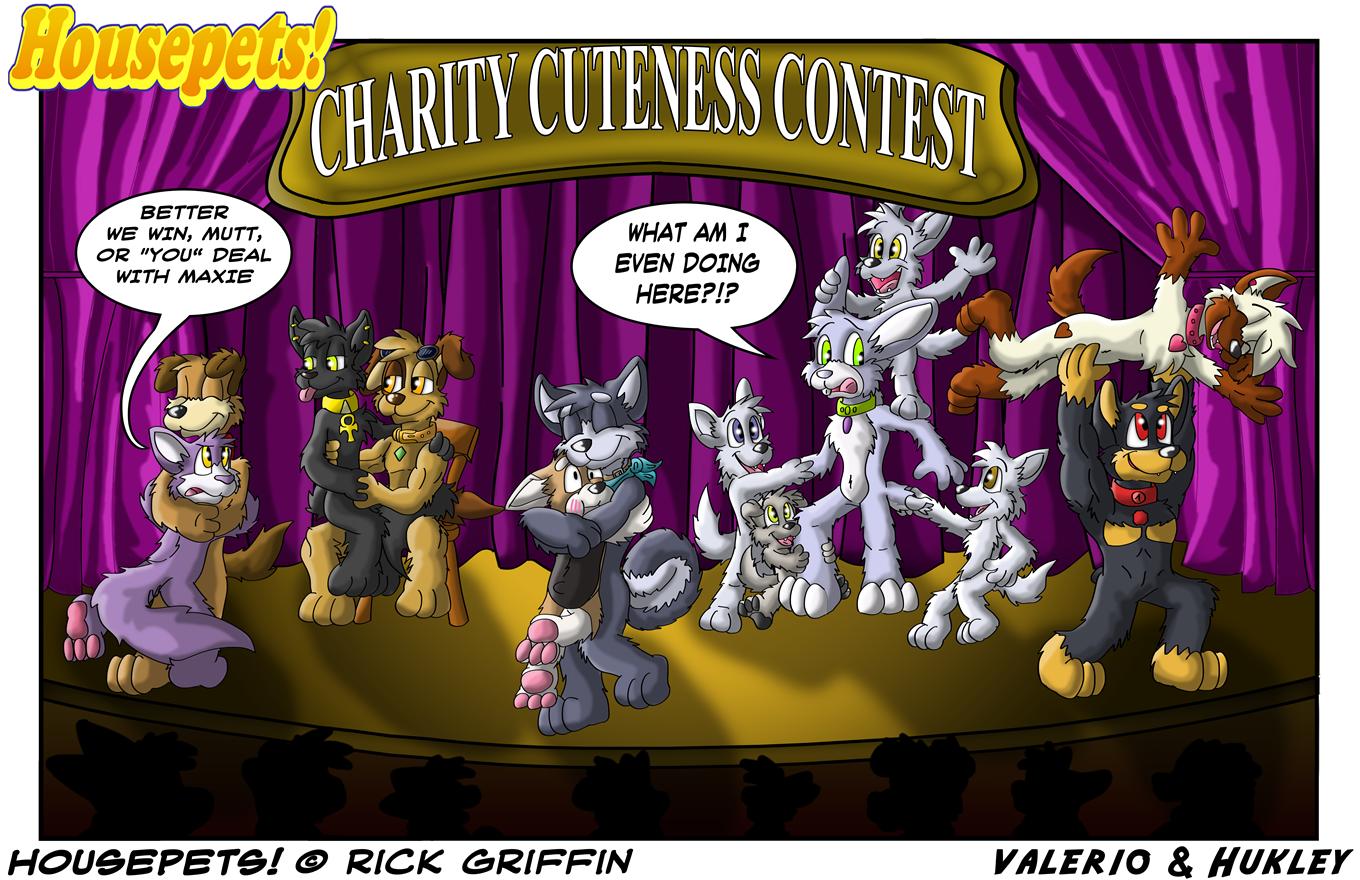 Housepets!
CHARITY CUTENESS CONTEST
BETTER
WE WIN, MUTT,
OR "YOU" DEAL
WITH MAXIE
WHAT AM I
EVEN DOING
HERE?!?
HOUSEPETS! © RICK GRIFFIN
VALERIO & HUKLEY